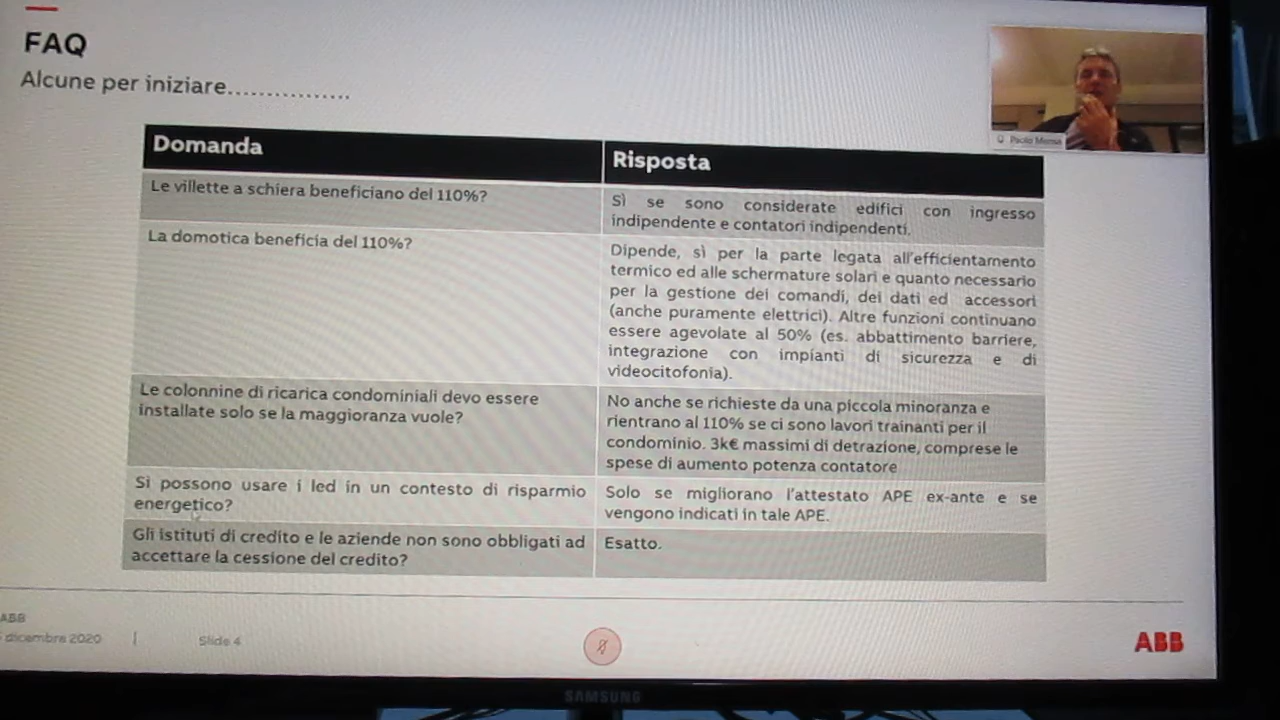 FAQ
Alcune per iniziare................
Domanda
Risposta
Le villette a schiera beneficiano del 110%?
Sì se sono considerate edifici con ingresso
indipendente e contatori indipendenti.
La domotica beneficia del 110%?
Dipende, sì per la parte legata all'efficientamento
termico ed alle schermature solari e quanto necessario
per la gestione dei comandi, dei dati ed accessori
(anche puramente elettrici). Altre funzioni continuano
essere agevolate al 50% (es. abbattimento barriere,
integrazione con impianti di sicurezza e di
videocitofonia).
Le colonnine di ricarica condominiali devo essere
installate solo se la maggioranza vuole?
No anche se richieste da una piccola minoranza e
rientrano al 110% se ci sono lavori trainanti per il
condominio. 3k€ massimi di detrazione, comprese le
spese di aumento potenza contatore
Si possono usare i led in un contesto di risparmio
energetico?
Solo se migliorano l'attestato APE ex-ante e se
vengono indicati in tale APE.
Gli istituti di credito e le aziende non sono obbligati ad
accettare la cessione del credito?
Esatto.
ABB
dicembre 2020 | Slide 4
ABB
Paolo
SAMSUNG